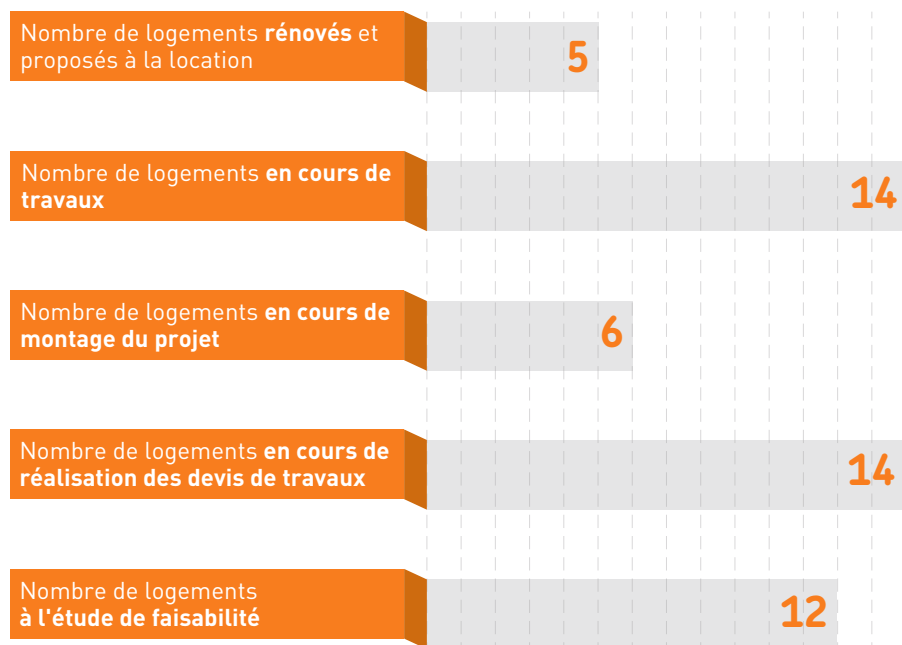 Nombre de logements rénovés et
proposés à la location
5
Nombre de logements en cours de
travaux
14
Nombre de logements en cours de
montage du projet
6
Nombre de logements en cours de
réalisation des devis de travaux
14
Nombre de logements
à l'étude de faisabilité
12